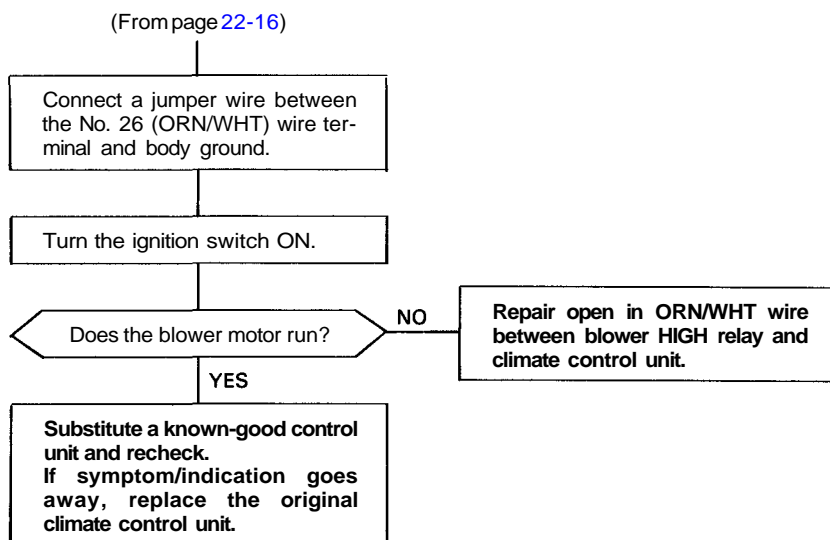 (From page 22-16)
Connect a jumper wire between
the No. 26 (ORN/WHT) wire ter-
minal and body ground.
Turn the ignition switch ON.
Does the blower motor run?
NO
Repair open in ORN/WHT wire
between blower HIGH relay and
climate control unit.
YES
Substitute a known-good control
unit and recheck.
If symptom/indication goes
away, replace the original
climate control unit.